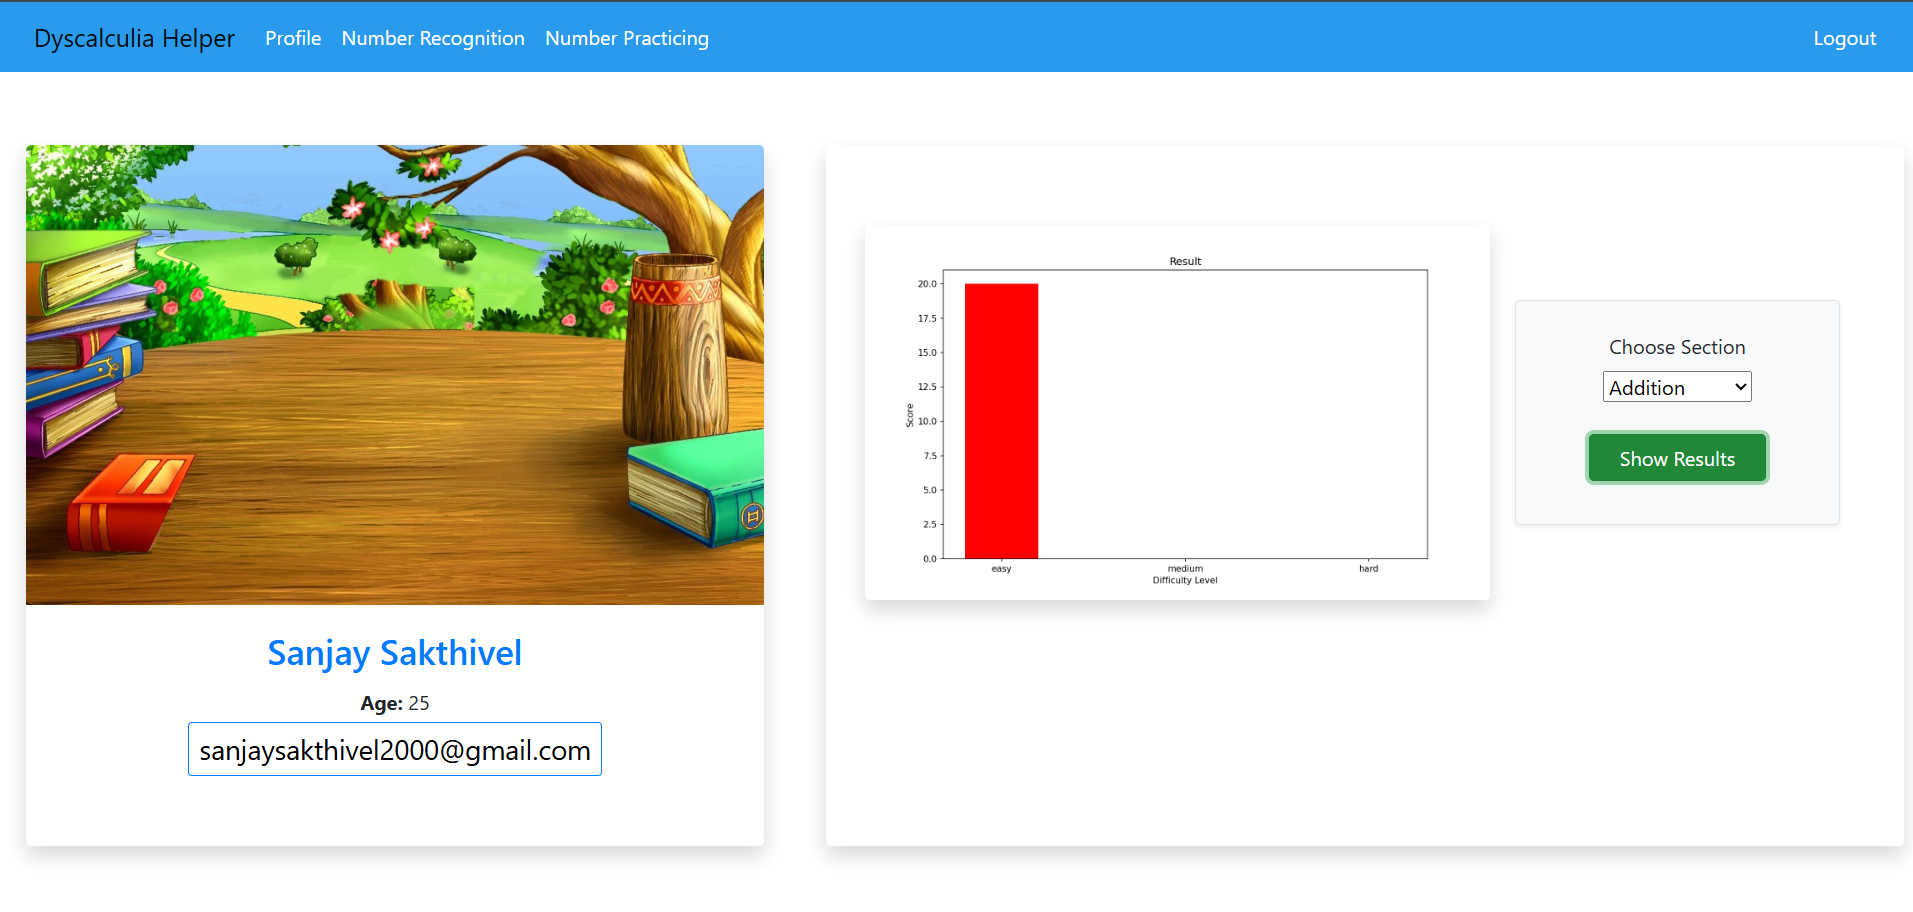 Dyscalculia Helper Profile Number Recognition Number Practicing Logout
Sanjay Sakthivel
Age: 25
sanjaysakthivel2000@gmail.com
Result
Score
20.0
17.5
15.0
12.5
10.0
7.5
5.0
2.5
0.0
easy medium hard
Difficulty Level
Choose Section
Addition
Show Results